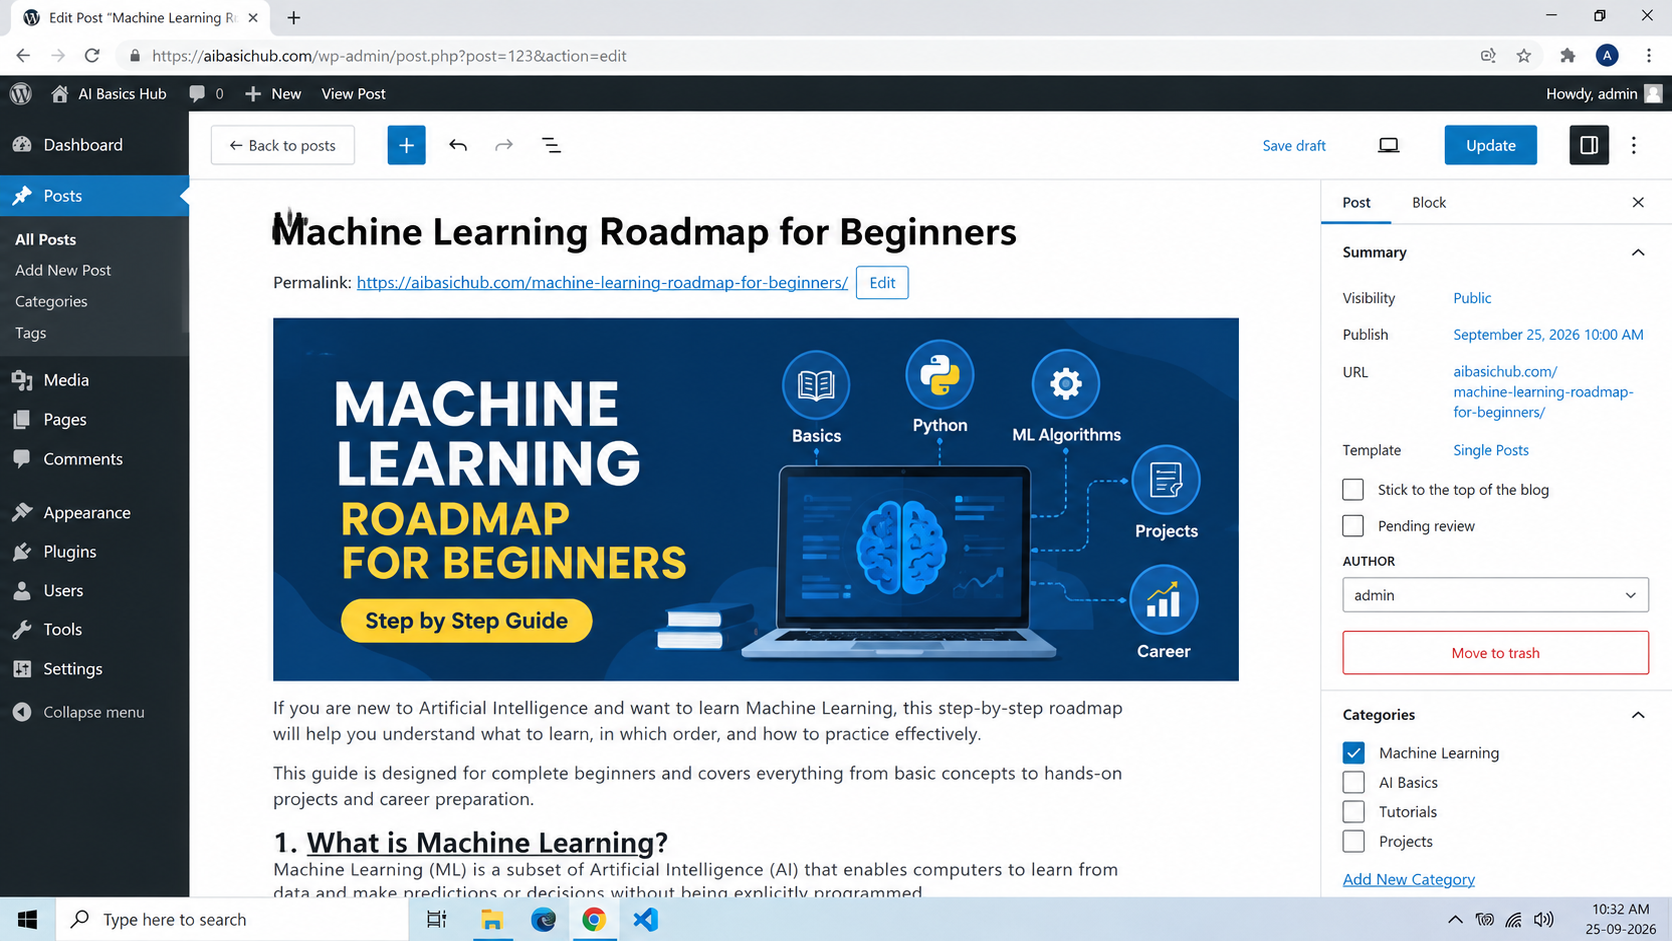 Edit Post “Machine Learning R
https://aibasichub.com/wp-admin/post.php?post=123&action=edit
A
AI Basics Hub
0
New
View Post
Howdy, admin
Dashboard
Posts
All Posts
Add New Post
Categories
Tags
Media
Pages
Comments
Appearance
Plugins
Users
Tools
Settings
Collapse menu
← Back to posts
Save draft
Update
Machine Learning Roadmap for Beginners
Permalink: https://aibasichub.com/machine-learning-roadmap-for-beginners/ Edit
MACHINE
LEARNING
ROADMAP
FOR BEGINNERS
Step by Step Guide
Basics
Python
ML Algorithms
Projects
Career
If you are new to Artificial Intelligence and want to learn Machine Learning, this step-by-step roadmap
will help you understand what to learn, in which order, and how to practice effectively.
This guide is designed for complete beginners and covers everything from basic concepts to hands-on
projects and career preparation.
1. What is Machine Learning?
Machine Learning (ML) is a subset of Artificial Intelligence (AI) that enables computers to learn from
data and make predictions or decisions without being explicitly programmed
Post
Block
Summary
Visibility Public
Publish September 25, 2026 10:00 AM
URL aibasichub.com/
machine-learning-roadmap-
for-beginners/
Template Single Posts
Stick to the top of the blog
Pending review
AUTHOR
admin
Move to trash
Categories
Machine Learning
AI Basics
Tutorials
Projects
Add New Category
Type here to search
10:32 AM
25-09-2026